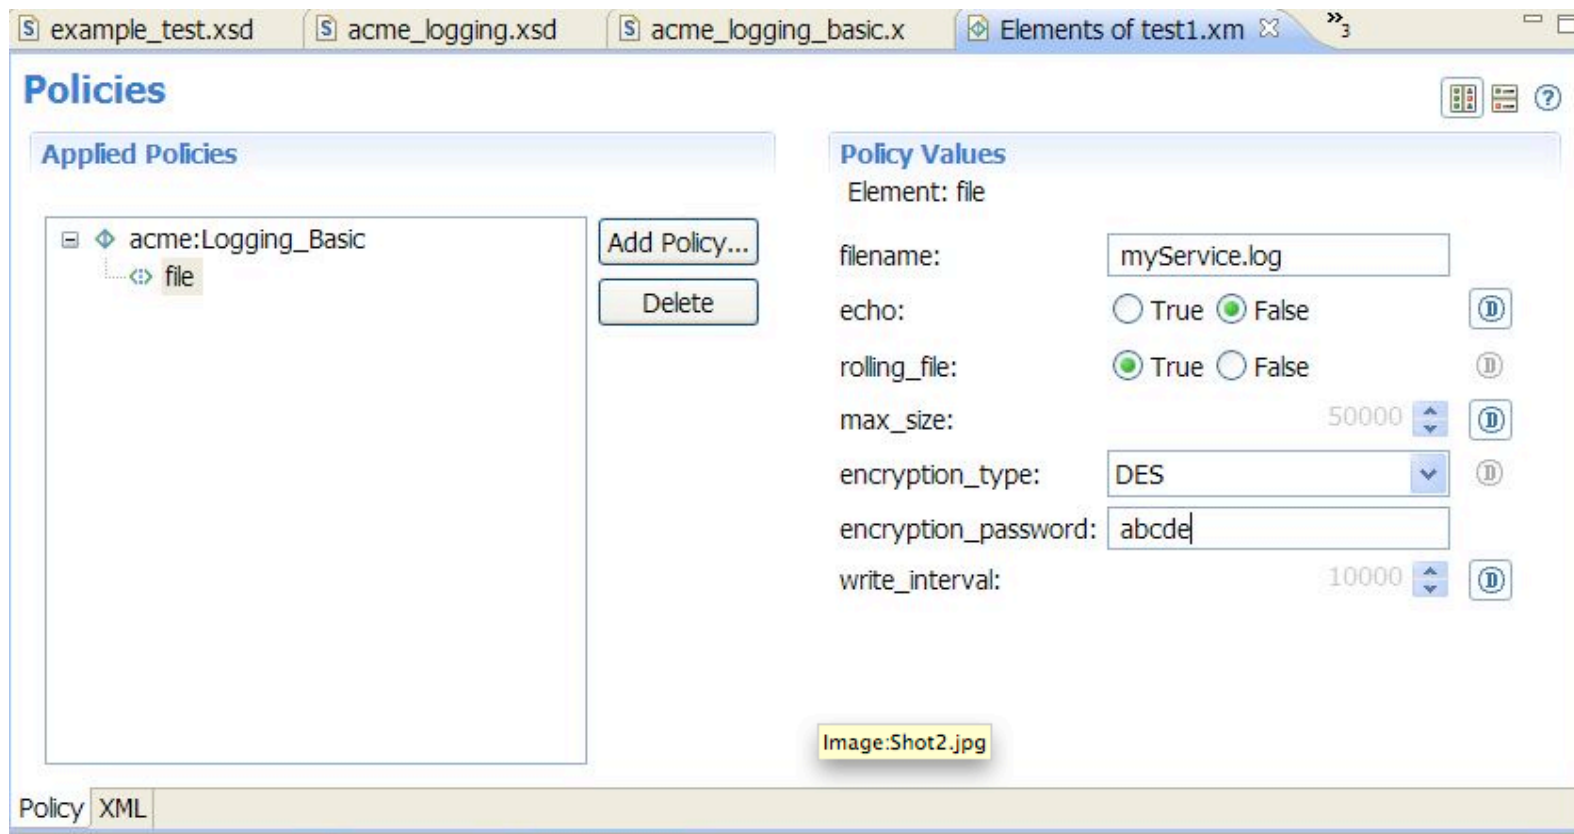 example_test.xsd acme_logging.xsd acme_logging_basic.x Elements of test1.xm »3
Policies
Applied Policies
acme:Logging_Basic
file
Add Policy...
Delete
Policy Values
Element: file
filename: myService.log
echo: True False
rolling_file: True False
max_size: 50000
encryption_type: DES
encryption_password: abcde
write_interval: 10000
Image:Shot2.jpg
Policy XML